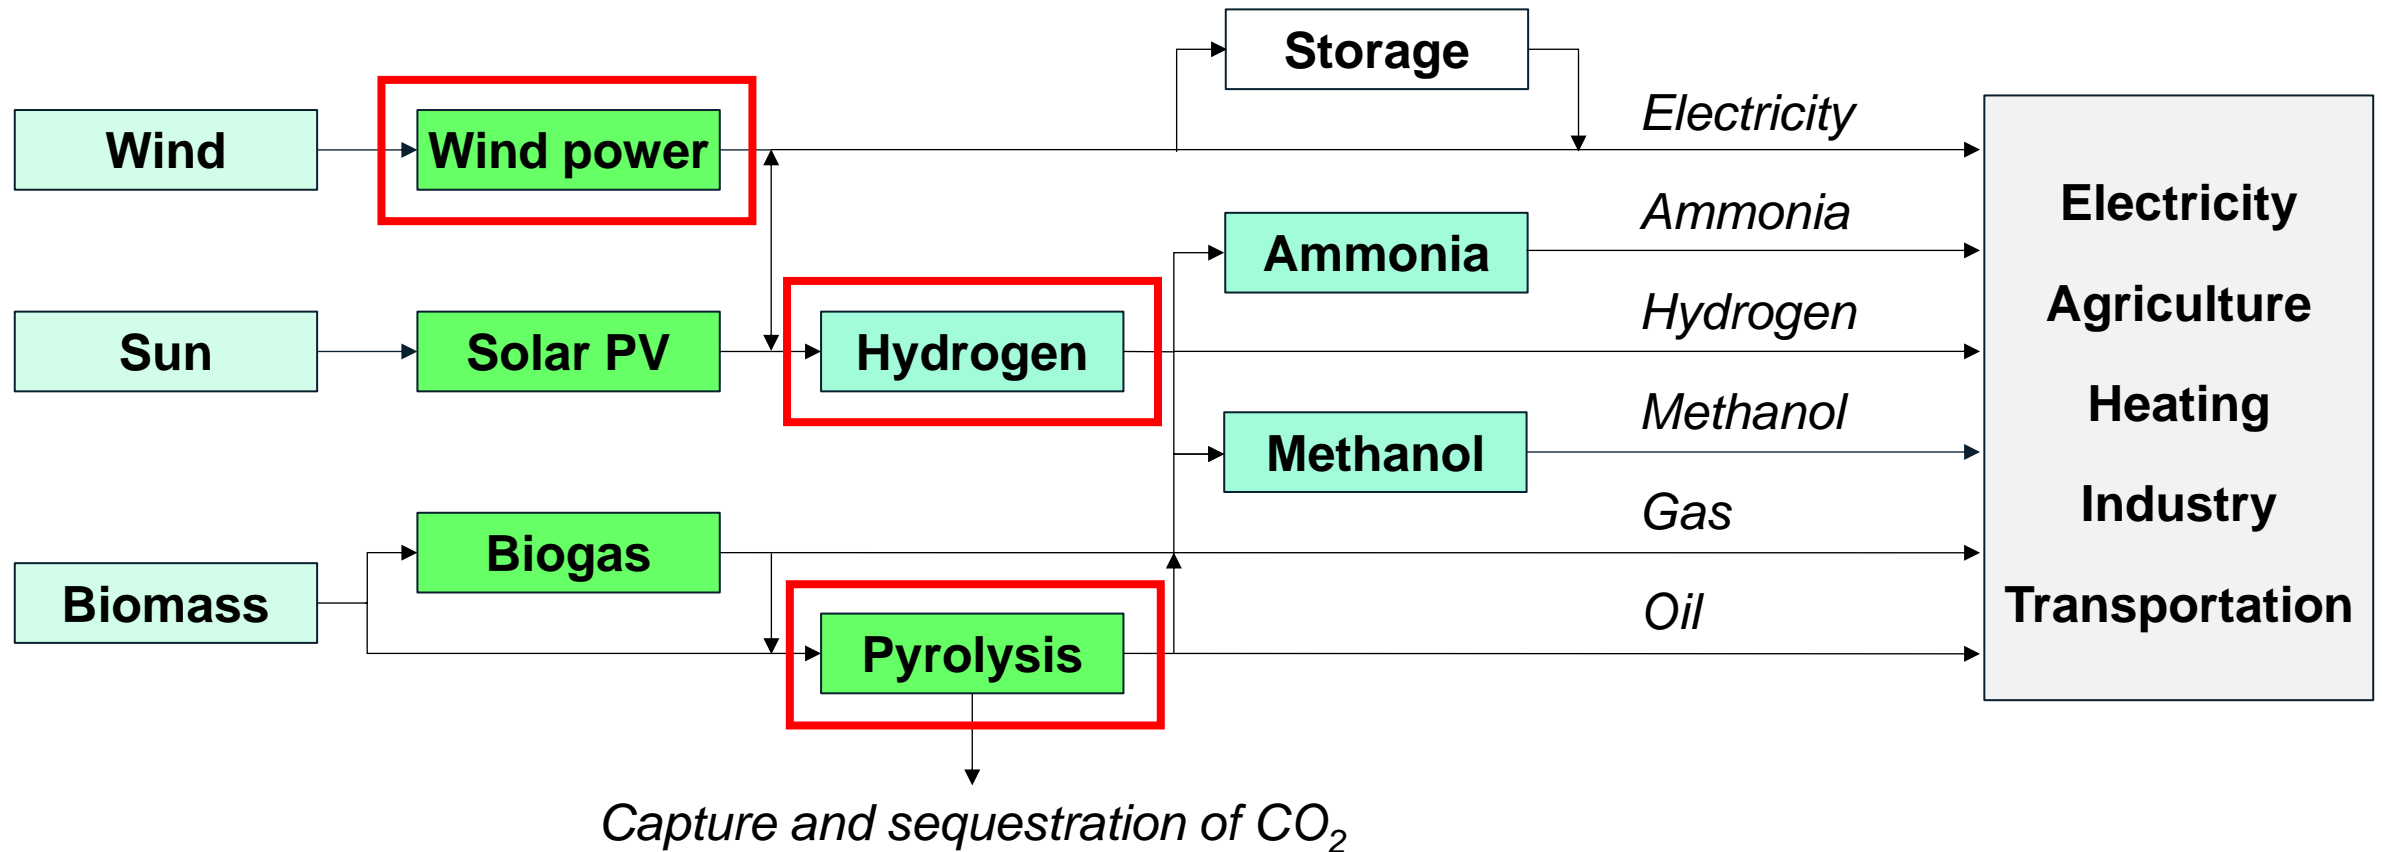 Storage
Wind
Wind power
Electricity
Ammonia
Ammonia
Sun
Solar PV
Hydrogen
Hydrogen
Methanol
Methanol
Biomass
Biogas
Gas
Pyrolysis
Oil
Electricity
Agriculture
Heating
Industry
Transportation
Capture and sequestration of CO₂